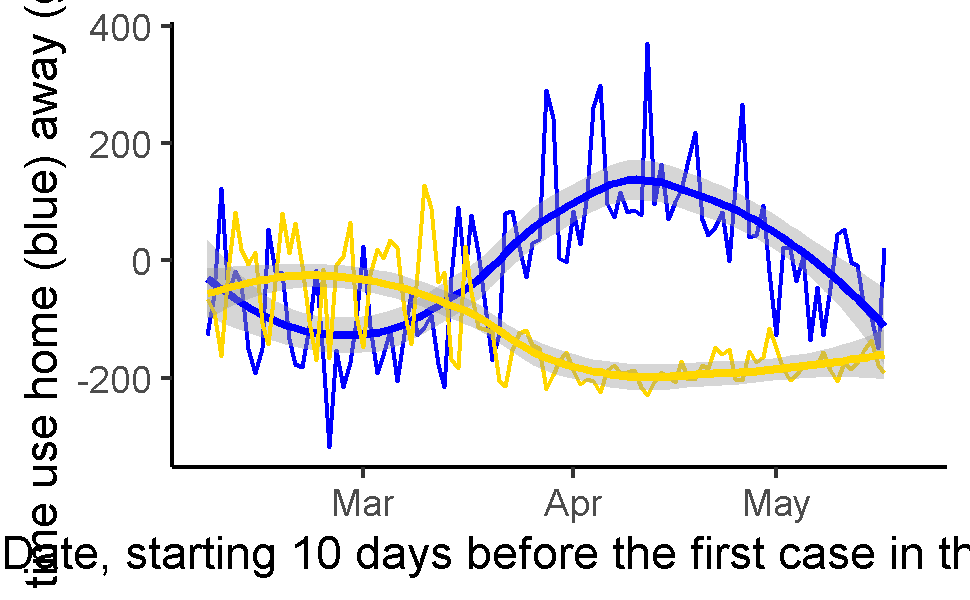 time use home (blue) away (
400
200
0
-200
Mar Apr May
Date, starting 10 days before the first case in th